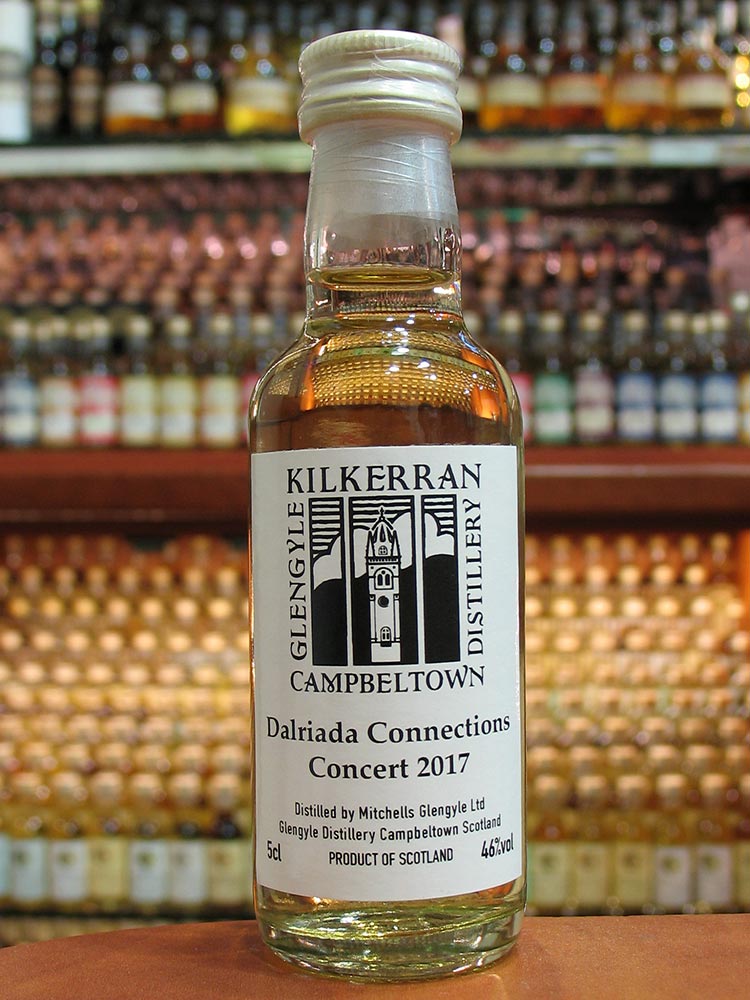 KILKERRAN
GLENGYLE
DISTILLERY
CAMPBELTOWN
Dalriada Connections
Concert 2017
Distilled by Mitchells Glengyle Ltd
Glengyle Distillery Campbeltown Scotland
5cl PRODUCT OF SCOTLAND 46%vol